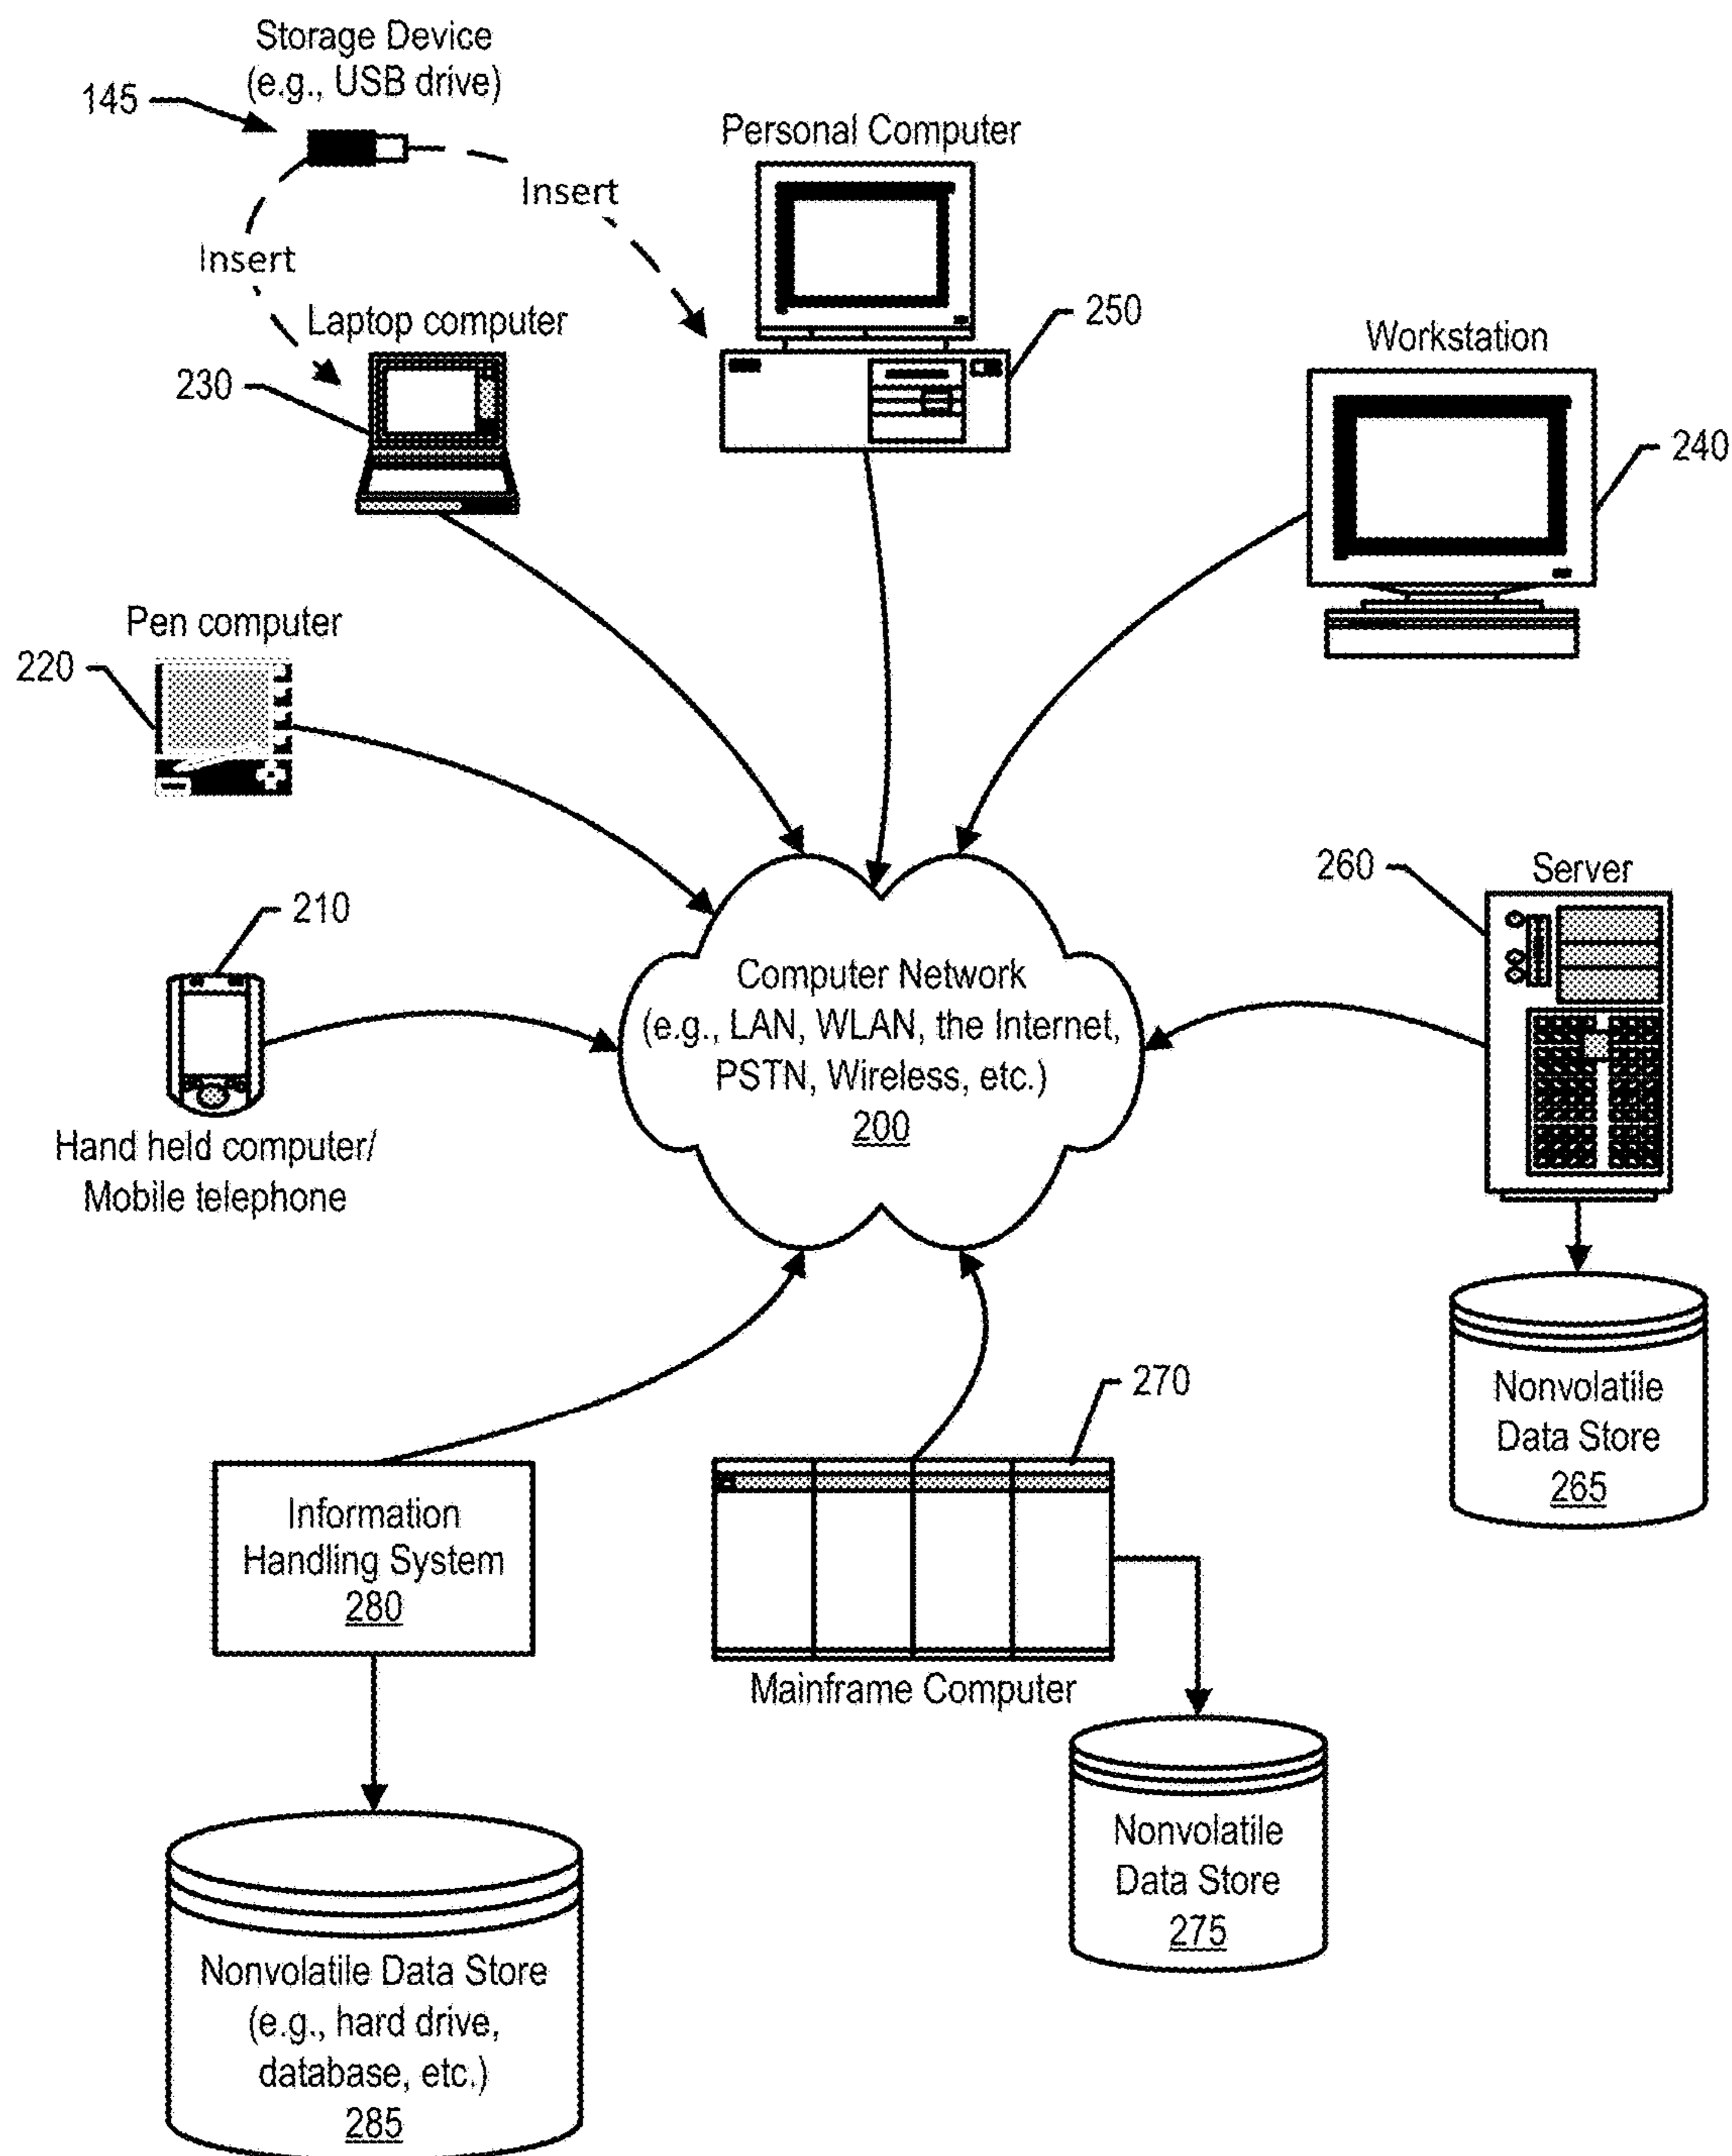 Storage Device
(e.g., USB drive)
145
Personal Computer
Insert
Insert
Laptop computer
250
Workstation
230
240
Pen computer
220
260
Server
210
Computer Network
(e.g., LAN, WLAN, the Internet,
PSTN, Wireless, etc.)
200
Hand held computer/
Mobile telephone
270
Nonvolatile
Data Store
265
Information
Handling System
280
Mainframe Computer
Nonvolatile
Data Store
275
Nonvolatile Data Store
(e.g., hard drive,
database, etc.)
285